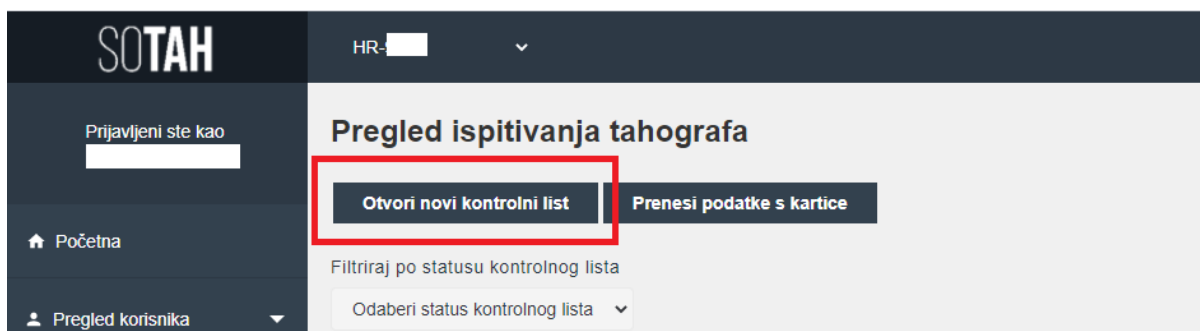 SOTAH
HR-
Prijavljeni ste kao
Početna
Pregled korisnika
Pregled ispitivanja tahografa
Otvori novi kontrolni list
Prenesi podatke s kartice
Filtriraj po statusu kontrolnog lista
Odaberi status kontrolnog lista